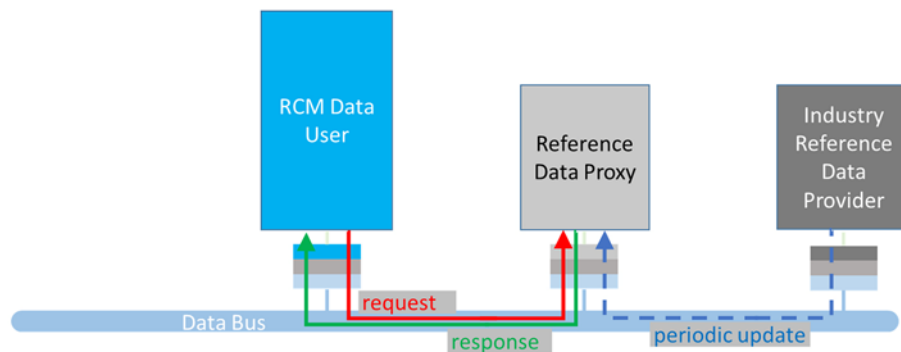 RCM Data
User
Reference
Data Proxy
Industry
Reference
Data
Provider
request
Data Bus
response
periodic update